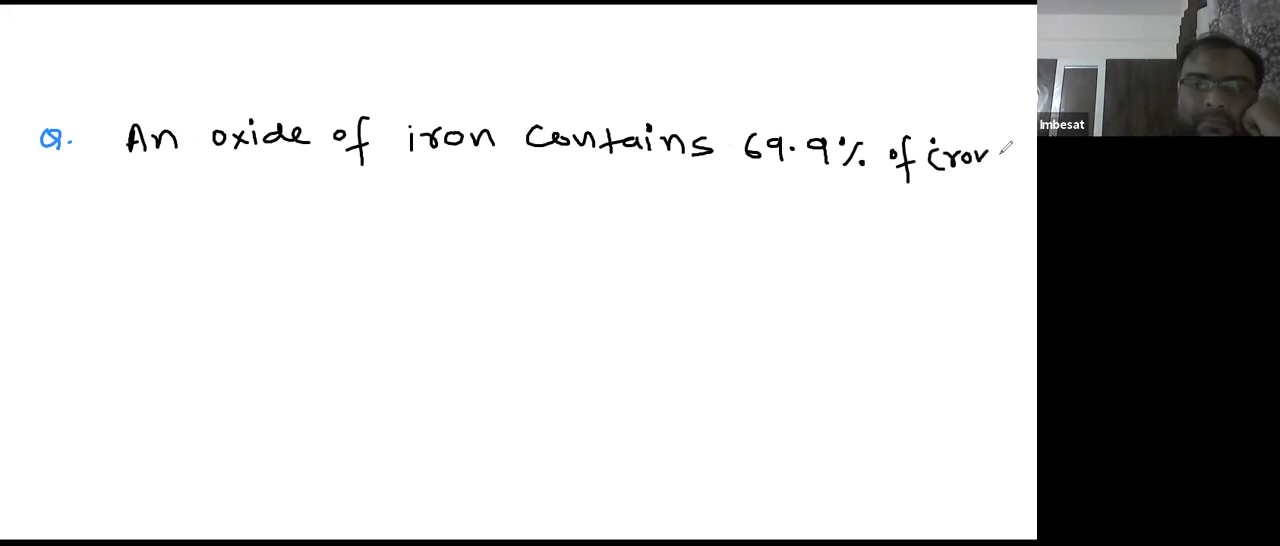 Q. An oxide of iron contains 69.9% of iron
Imbesat